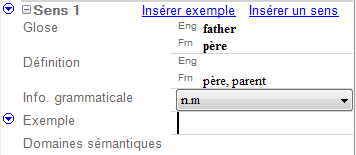 Sens 1 Insérer exemple Insérer un sens
Glose Eng father
Frn père
Définition Eng
Frn père, parent
Info. grammaticale n.m
Exemple
Domaines sémantiques